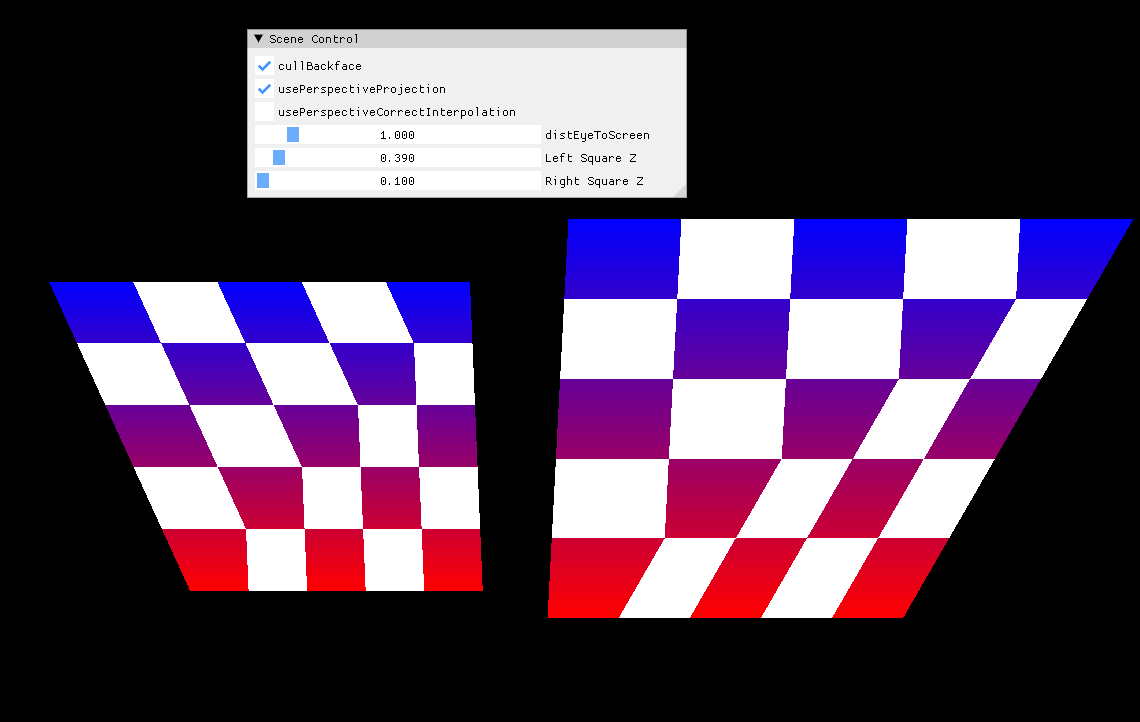 Scene Control
cullBackface
usePerspectiveProjection
usePerspectiveCorrectInterpolation
1.000 distEyeToScreen
0.390 Left Square Z
0.100 Right Square Z